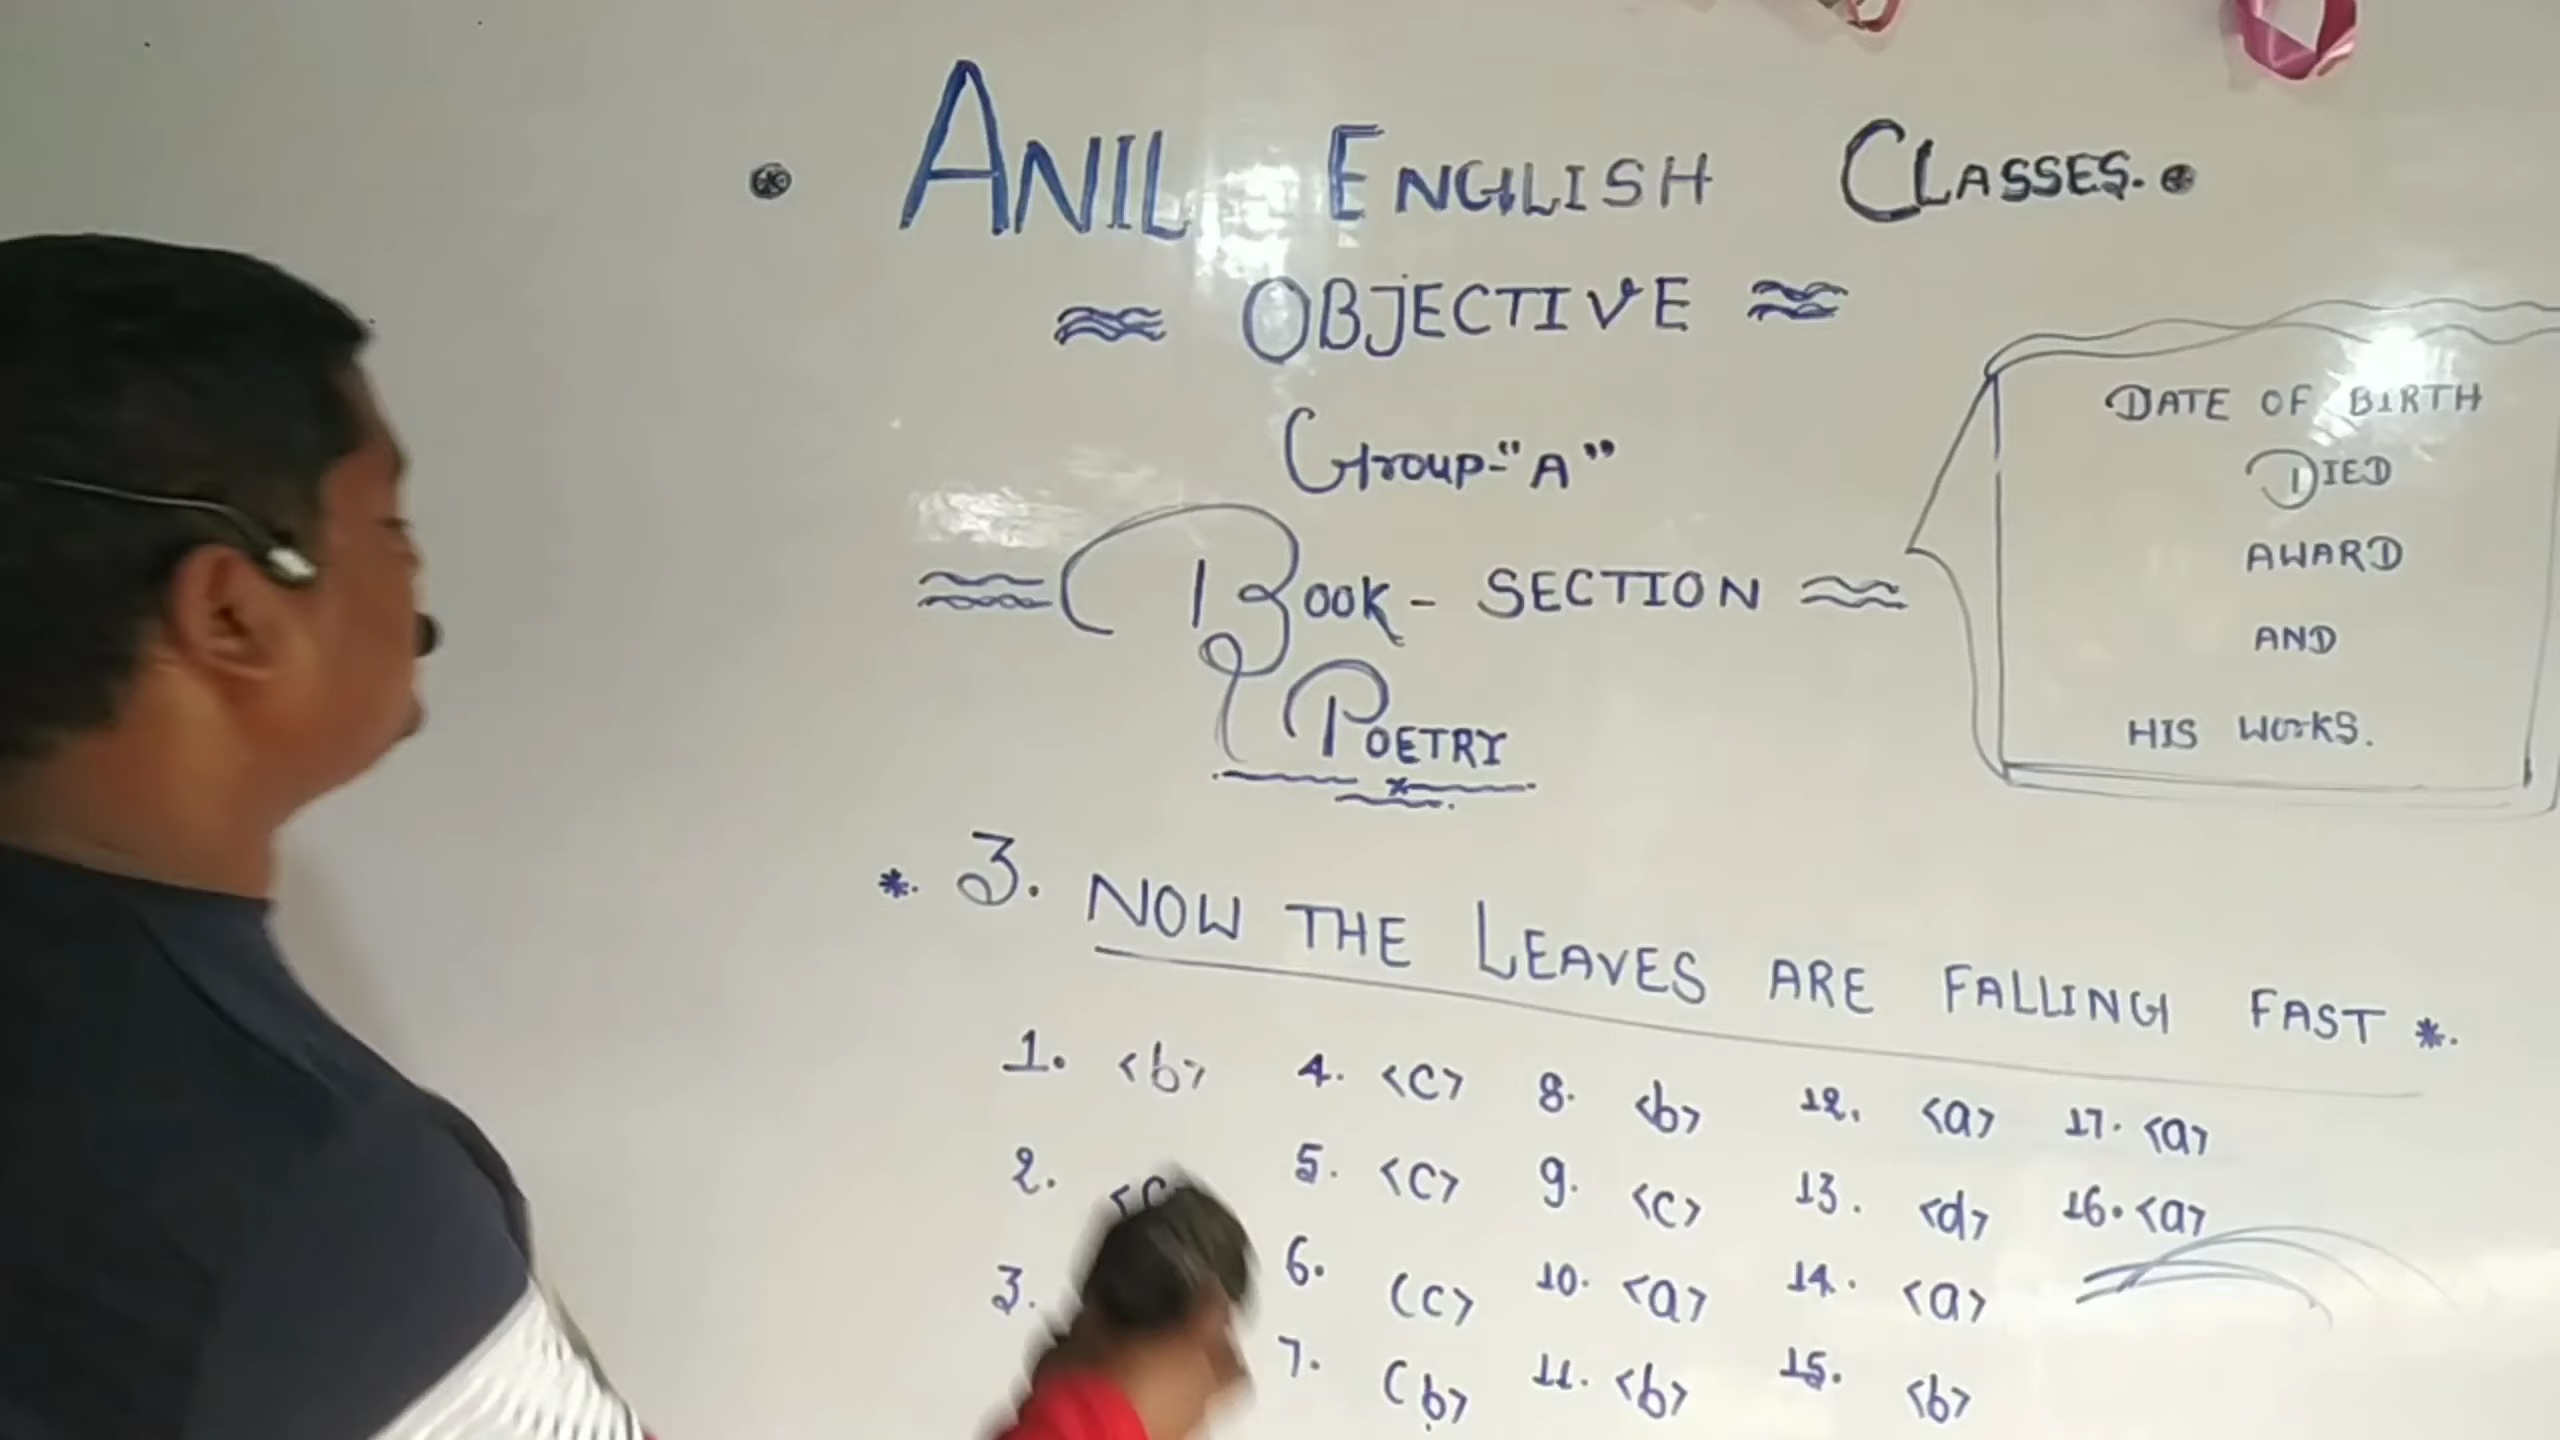 ANIL ENGLISH CLASSES.
OBJECTIVE
Group-"A"
BOOK - SECTION
POETRY
DATE OF BIRTH
DIED
AWARD
AND
HIS WORKS.
*. 3. NOW THE LEAVES ARE FALLING FAST *.
1. <b> 4. <c> 8. <b> 12. <a> 17. <a>
2. <c 5. <c> 9. <c> 13. <d> 16. <a>
3. 6. (c> 10. <a> 14. <a>
7. (b> 11. <b> 15. <b>